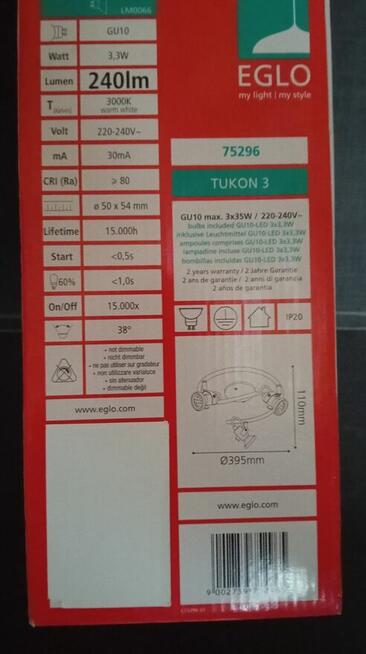 LM0066
GU10
Watt 3,3W
Lumen 240lm
T(Kelvin) 3000K
warm white
Volt 220-240V~
mA 30mA
CRI (Ra) ⩾ 80
ø 50 x 54 mm
Lifetime 15.000h
Start <0,5s
60% <1,0s
On/Off 15.000x
38°
• not dimmable
• nicht dimmbar
• ne pas utiliser sur gradateur
• non utilizzare varialuce
• sin atenuador
• dimmable değil
www.eglo.com
EGLO
my light | my style
75296
TUKON 3
GU10 max. 3x35W / 220-240V~
bulbs included GU10-LED 3x3,3W
inklusive Leuchtmittel GU10-LED 3x3,3W
ampoules comprises GU10-LED 3x3,3W
lampadine incluse GU10-LED 3x3,3W
bombillas incluidas GU10-LED 3x3,3W
2 years warranty / 2 Jahre Garantie
2 ans de garantie / 2 anni di garanzia
2 años de garantía
IP20
110mm
Ø395mm
www.eglo.com